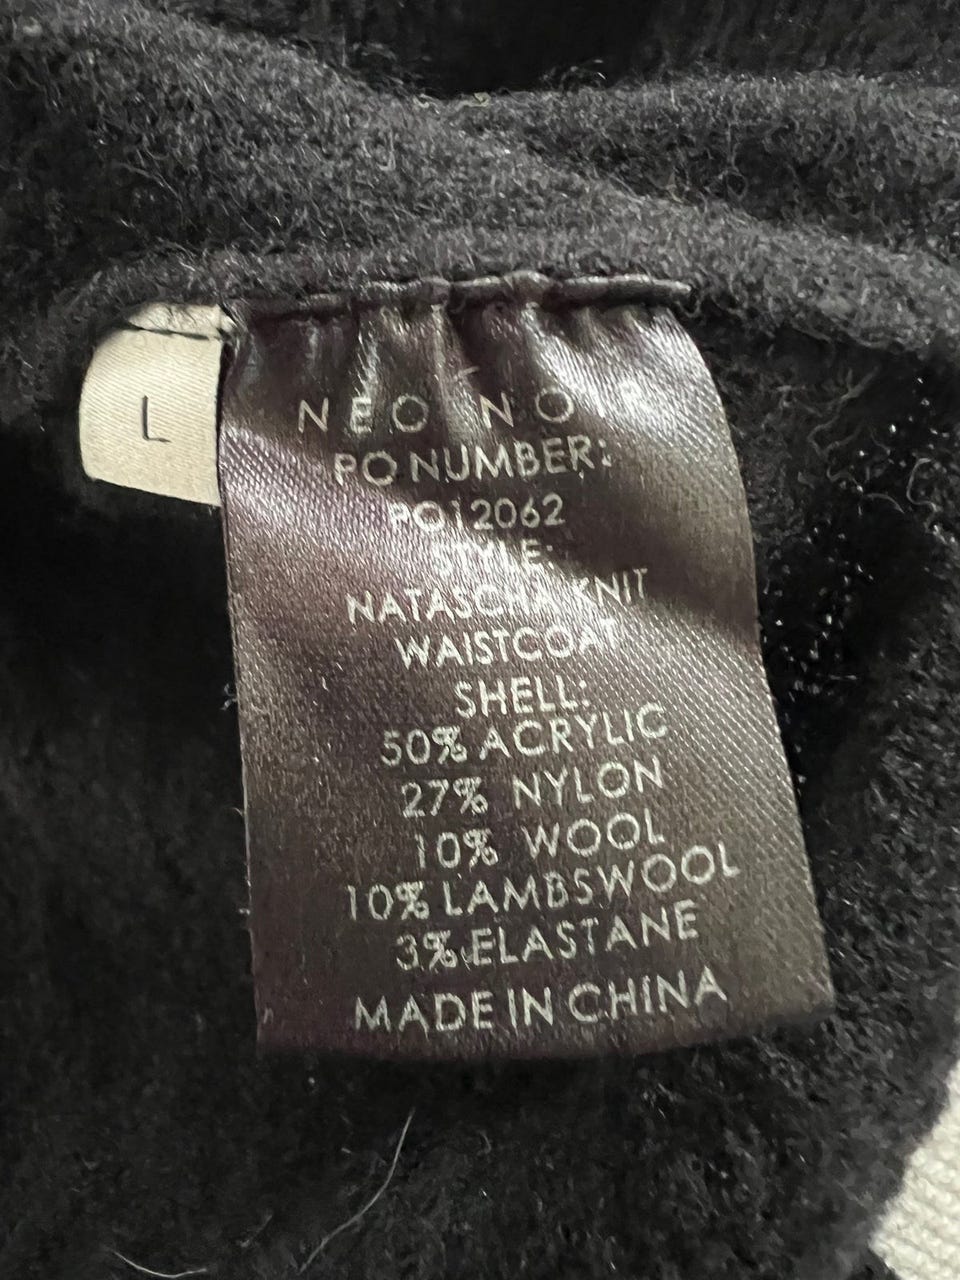 L
NEO NOIR
PO NUMBER:
PO12062
STYLE:
NATASCHA KNIT
WAISTCOAT
SHELL:
50% ACRYLIC
27% NYLON
10% WOOL
10% LAMBSWOOL
3% ELASTANE
MADE IN CHINA